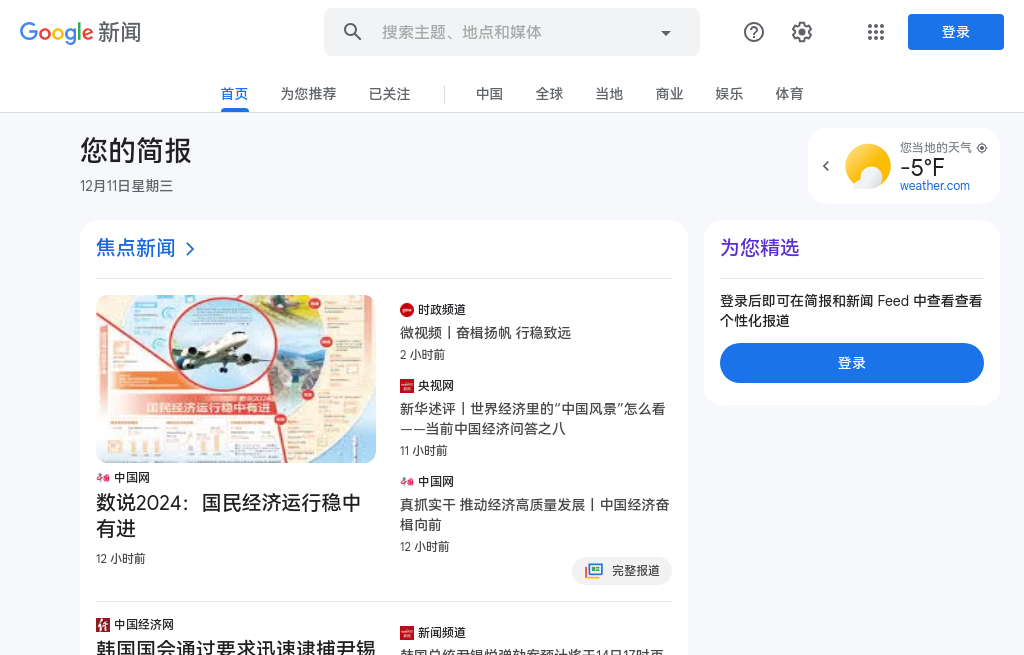 Google 新闻
搜索主题、地点和媒体
登录
首页
为您推荐
已关注
中国
全球
当地
商业
娱乐
体育
您的简报
12月11日星期三
您当地的天气
-5°F
weather.com
焦点新闻
国民经济运行稳中有进
中国网
数说2024：国民经济运行稳中
有进
12 小时前
时政频道
微视频丨奋楫扬帆 行稳致远
2 小时前
央视网
新华述评丨世界经济里的“中国风景”怎么看
——当前中国经济问答之八
11 小时前
中国网
真抓实干 推动经济高质量发展丨中国经济奋
楫向前
12 小时前
完整报道
中国经济网
韩国国会通过要求迅速逮捕尹锡
新闻频道
韩国总统尹锡悦弹劾案预计将于14日17时再
为您精选
登录后即可在简报和新闻 Feed 中查看查看
个性化报道
登录